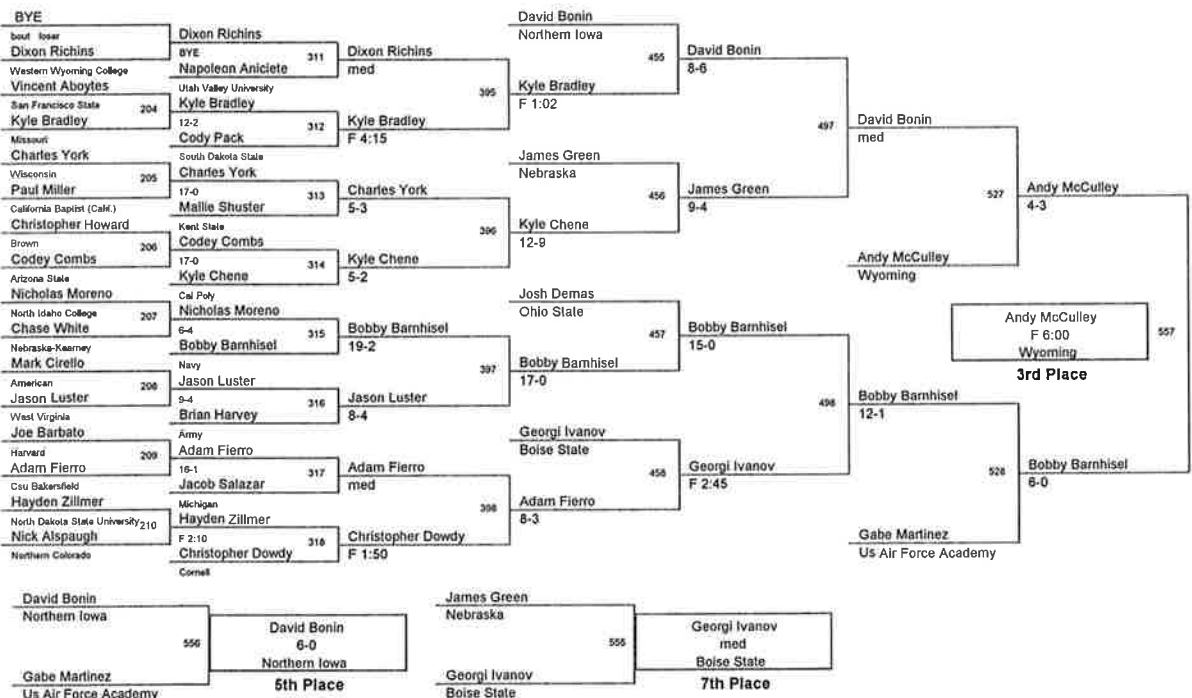 BYE
bout loser
Dixon Richins
Western Wyoming College
Vincent Aboytes
San Francisco State
204
Kyle Bradley
Missouri
Charles York
Wisconsin
205
Paul Miller
California Baptist (Calif.)
Christopher Howard
Brown
206
Codey Combs
Arizona State
Nicholas Moreno
North Idaho College
207
Chase White
Nebraska-Kearney
Mark Cirello
American
208
Jason Luster
West Virginia
Joe Barbato
Harvard
209
Adam Fierro
Csu Bakersfield
Hayden Zillmer
North Dakota State University
210
Nick Alspaugh
Northern Colorado
Dixon Richins
BYE
311
Napoleon Aniciete
Utah Valley University
Kyle Bradley
12-2
312
Cody Pack
South Dakota State
Charles York
17-0
313
Mallie Shuster
Kent State
Codey Combs
17-0
314
Kyle Chene
Cal Poly
Nicholas Moreno
6-4
315
Bobby Barnhisel
Navy
Jason Luster
9-4
316
Brian Harvey
Army
Adam Fierro
16-1
317
Jacob Salazar
Michigan
Hayden Zillmer
F 2:10
318
Christopher Dowdy
Cornell
Dixon Richins
med
395
Kyle Bradley
F 4:15
Charles York
5-3
396
Kyle Chene
5-2
Bobby Barnhisel
19-2
397
Jason Luster
8-4
Adam Fierro
med
398
Christopher Dowdy
F 1:50
David Bonin
Northern Iowa
455
Kyle Bradley
F 1:02
James Green
Nebraska
456
Kyle Chene
12-9
Josh Demas
Ohio State
457
Bobby Barnhisel
17-0
Georgi Ivanov
Boise State
458
Adam Fierro
8-3
David Bonin
8-6
497
James Green
9-4
Bobby Barnhisel
15-0
498
Georgi Ivanov
F 2:45
David Bonin
med
527
Andy McCulley
Wyoming
Bobby Barnhisel
12-1
528
Gabe Martinez
Us Air Force Academy
Andy McCulley
4-3
557
Bobby Barnhisel
6-0
Andy McCulley
F 6:00
Wyoming
3rd Place
David Bonin
Northern Iowa
556
Gabe Martinez
Us Air Force Academy
David Bonin
6-0
Northern Iowa
5th Place
James Green
Nebraska
555
Georgi Ivanov
Boise State
Georgi Ivanov
med
Boise State
7th Place